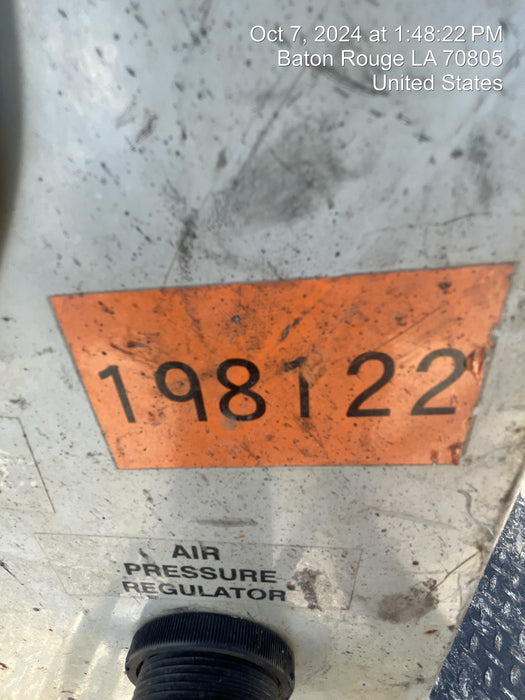 Oct 7, 2024 at 1:48:22 PM
Baton Rouge LA 70805
United States
198122
AIR
PRESSURE
REGULATOR